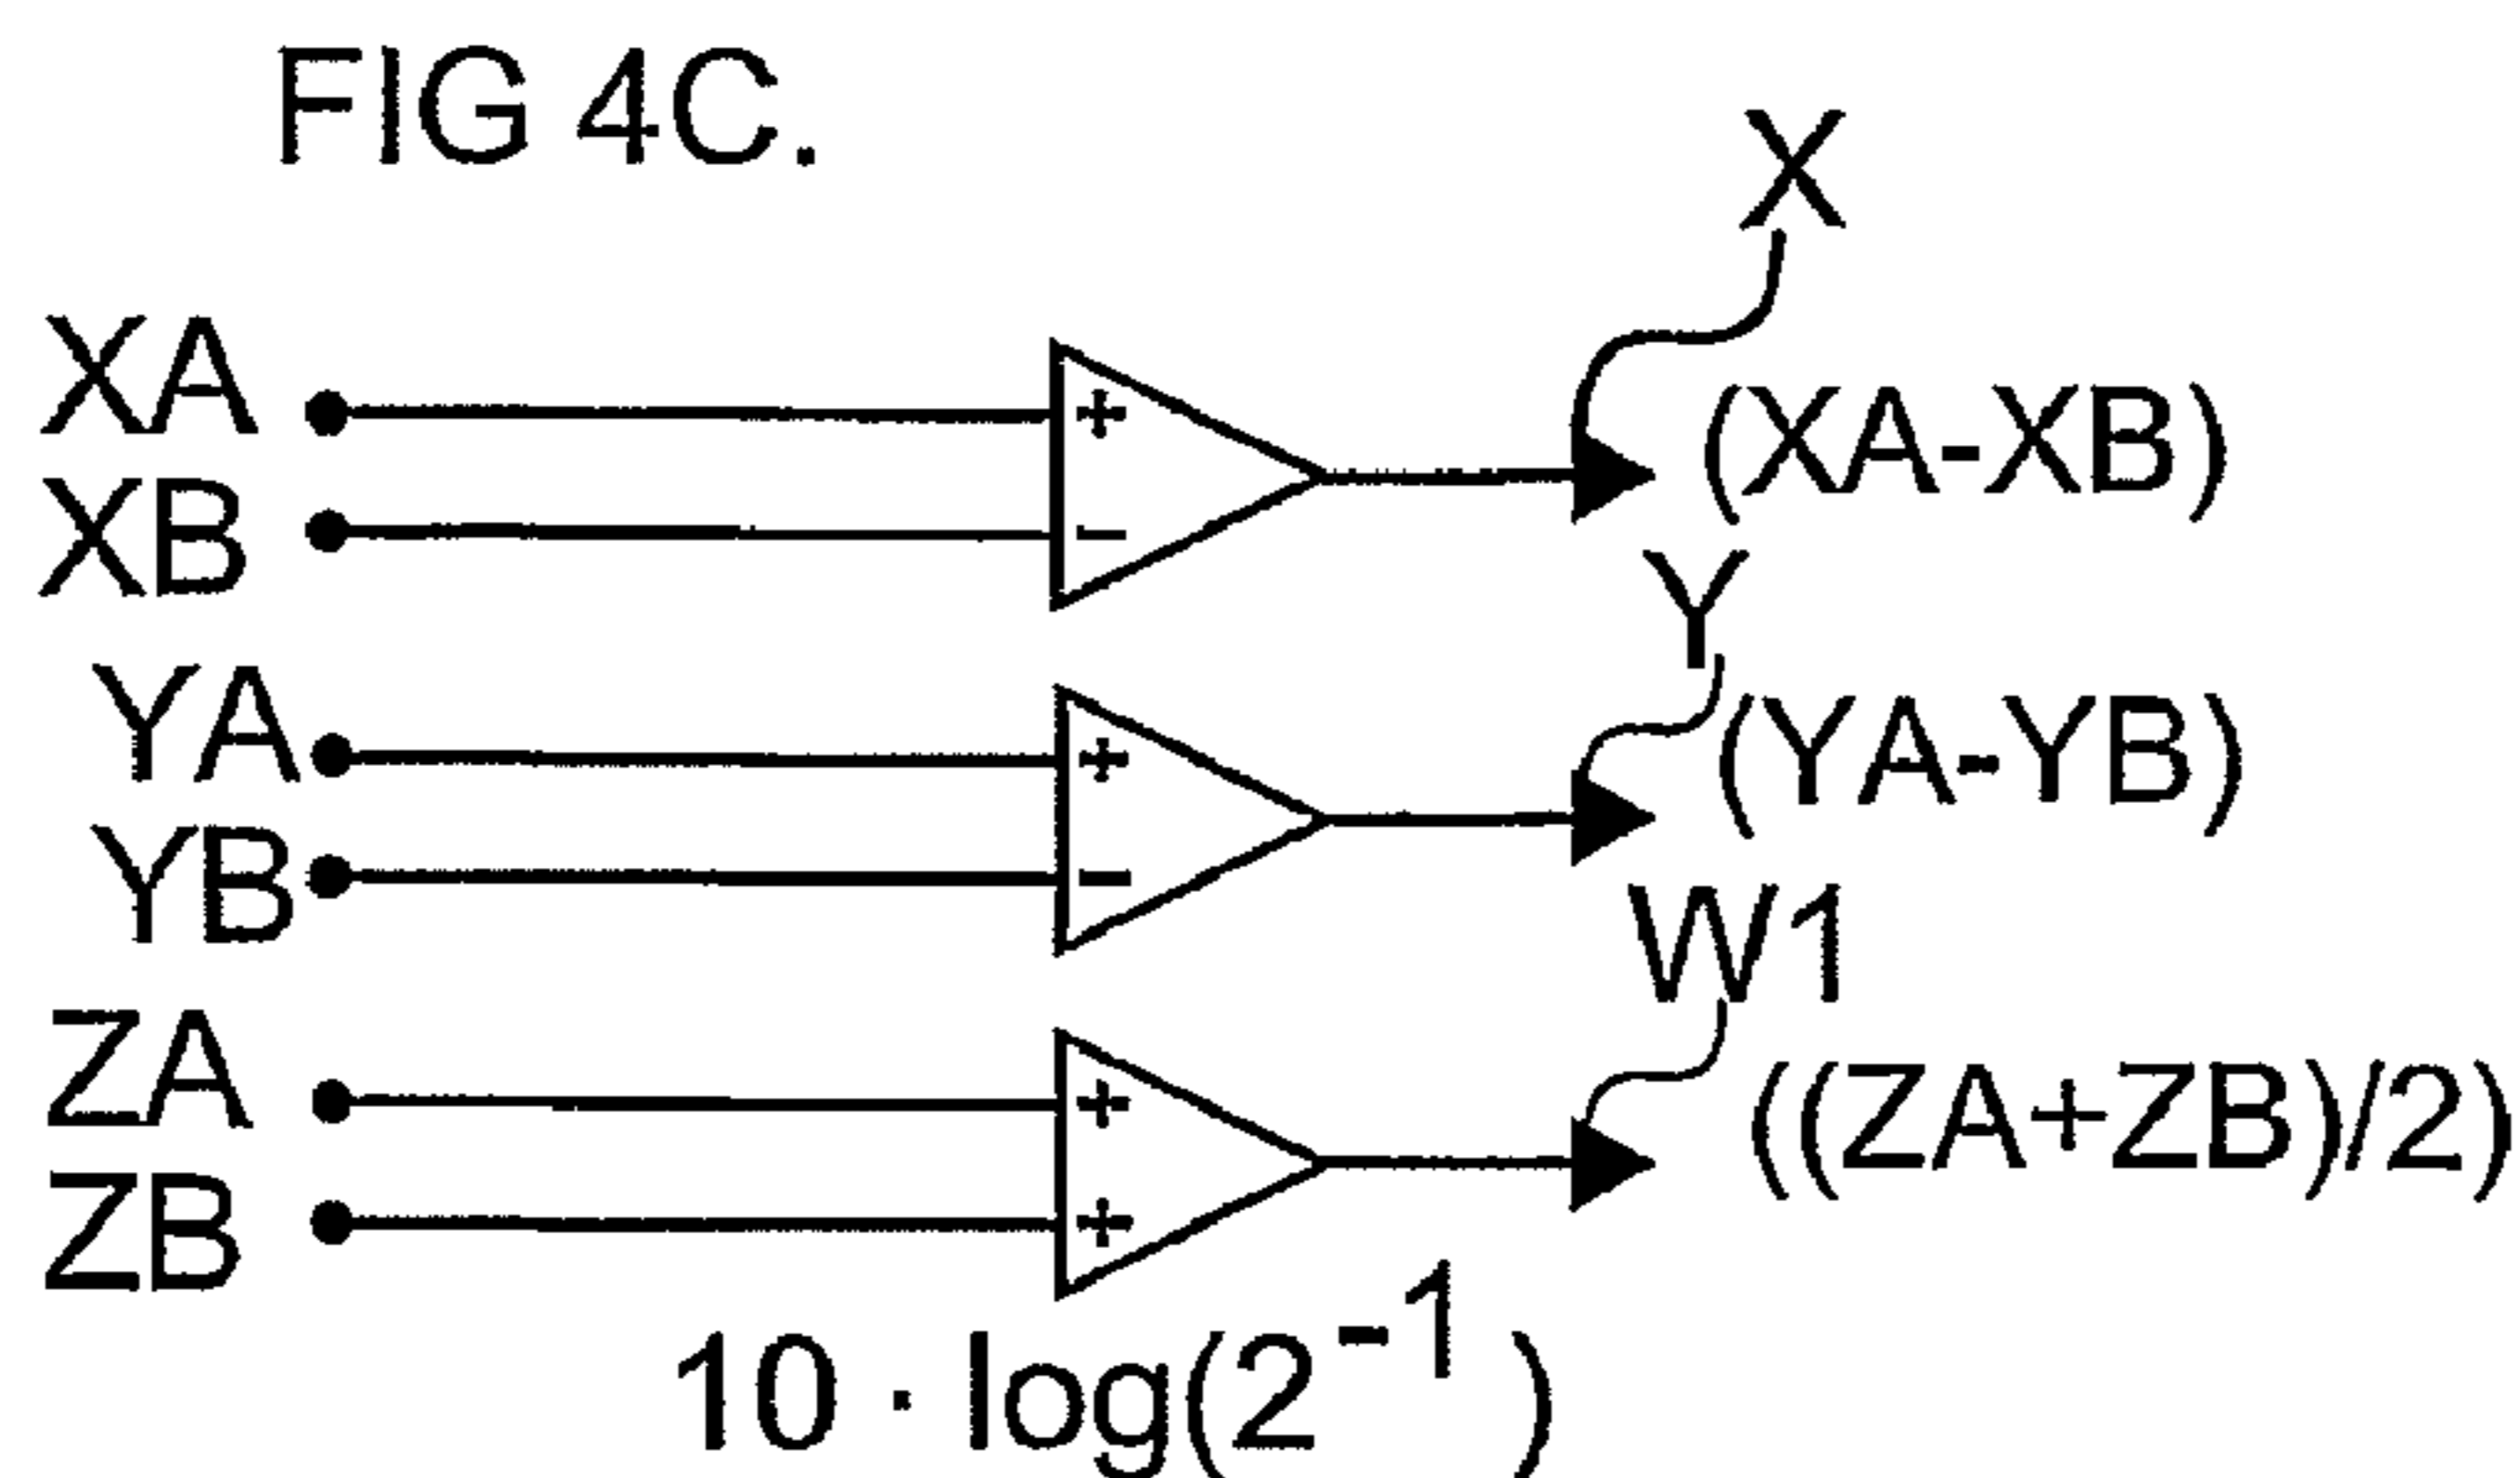 FIG 4C.
X
XA
+
(XA-XB)
XB
−
Y
YA
+
(YA-YB)
YB
−
W1
ZA
+
((ZA+ZB)/2)
ZB
+
10 · log(2⁻¹)